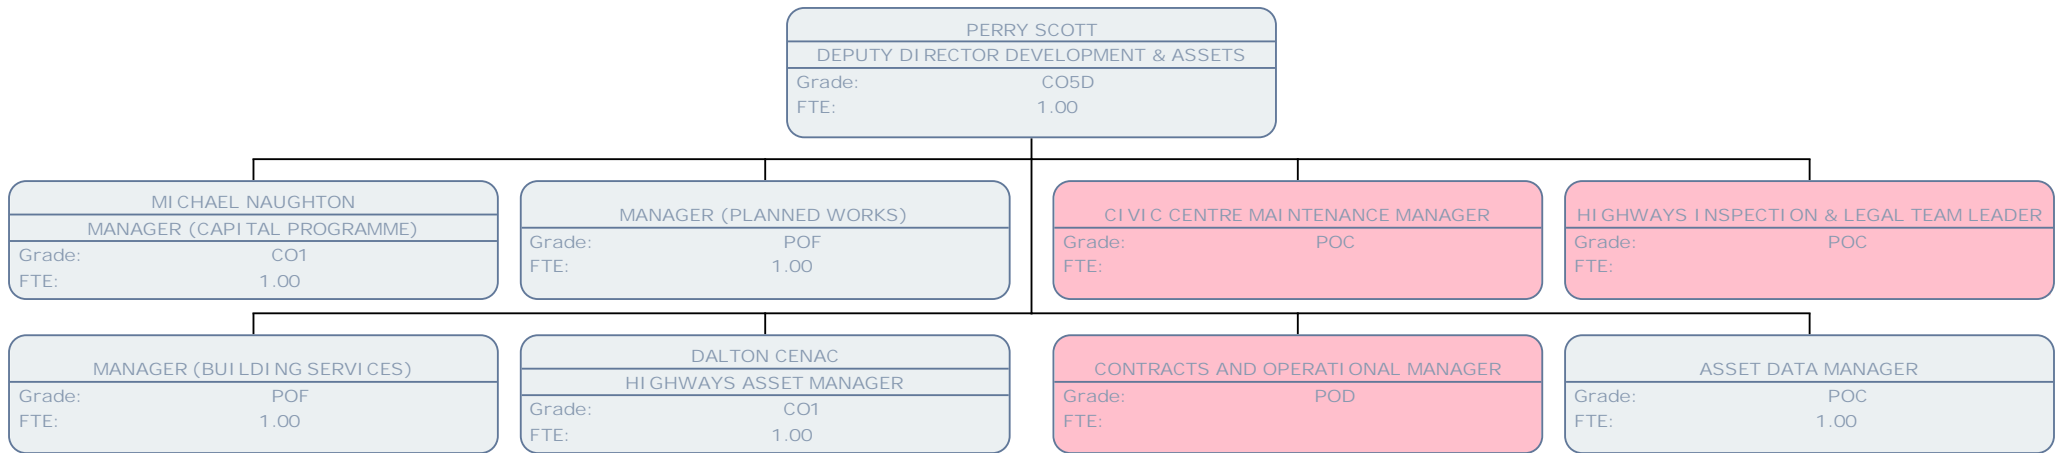 PERRY SCOTT
DEPUTY DIRECTOR DEVELOPMENT & ASSETS
Grade: CO5D
FTE: 1.00
MICHAEL NAUGHTON
MANAGER (CAPITAL PROGRAMME)
Grade: CO1
FTE: 1.00
MANAGER (PLANNED WORKS)
Grade: POF
FTE: 1.00
CIVIC CENTRE MAINTENANCE MANAGER
Grade: POC
FTE:
HIGHWAYS INSPECTION & LEGAL TEAM LEADER
Grade: POC
FTE:
MANAGER (BUILDING SERVICES)
Grade: POF
FTE: 1.00
DALTON CENAC
HIGHWAYS ASSET MANAGER
Grade: CO1
FTE: 1.00
CONTRACTS AND OPERATIONAL MANAGER
Grade: POD
FTE:
ASSET DATA MANAGER
Grade: POC
FTE: 1.00